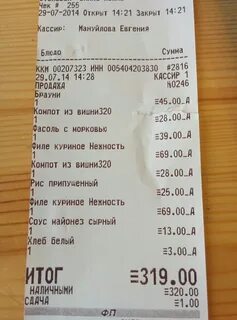 Чек # 255
29-07-2014 Открыт 14:21 Закрыт 14:21
Кассир: Мануйлова Евгения
Блюдо Сумма
ККМ 00207323 ИНН 005404203830 #2816
29.07.14 14:28 КАССИР 1
ПРОДАЖА №0246
Брауни
1 ≡45.00_А
Компот из вишни320
1 ≡28.00_А
Фасоль с морковью
1 ≡39.00_А
Филе куриное Нежность
1 ≡69.00_А
Компот из вишни320
1 ≡28.00_А
Рис припущенный
1 ≡25.00_А
Филе куриное Нежность
1 ≡69.00_А
Соус майонез сырный
1 ≡13.00_А
Хлеб белый
1 ≡3.00_А
ИТОГ ≡319.00
НАЛИЧНЫМИ ≡320.00
СДАЧА ≡1.00
ФП